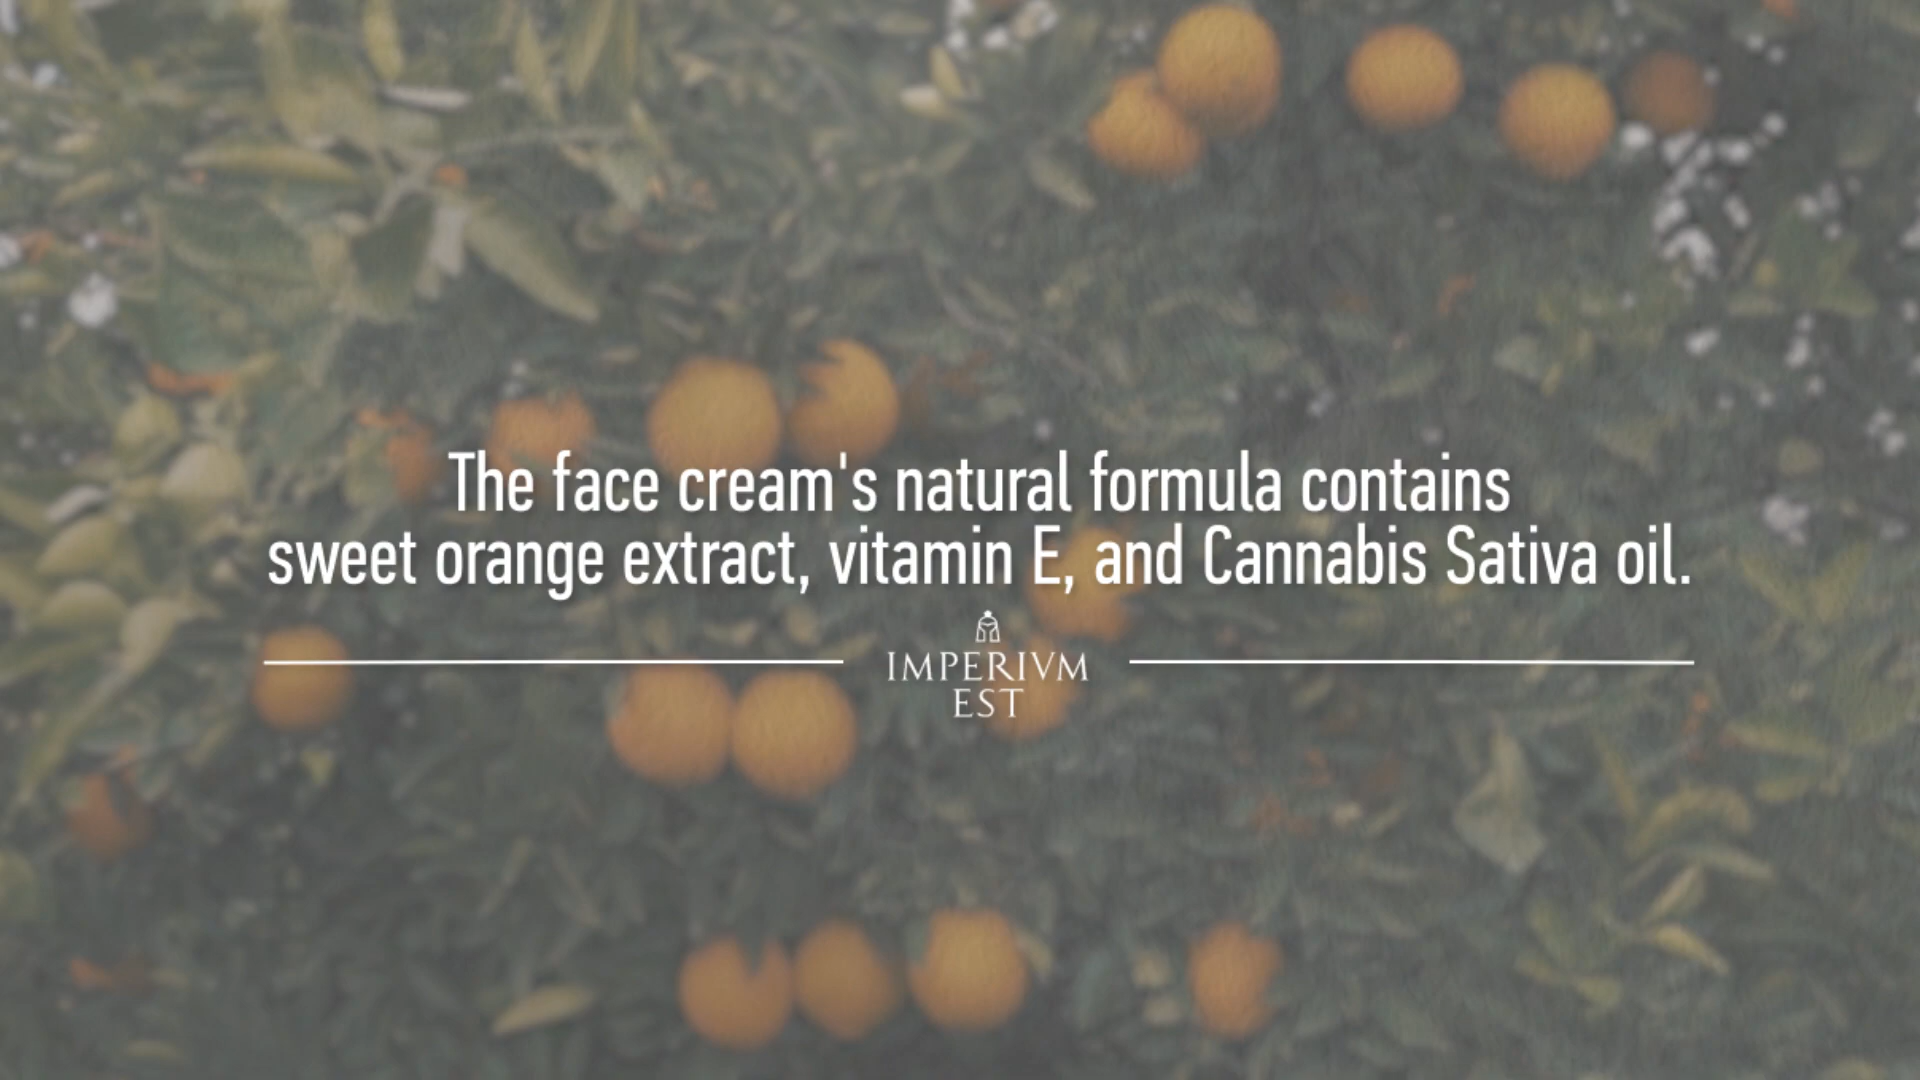 The face cream's natural formula contains
sweet orange extract, vitamin E, and Cannabis Sativa oil.
IMPERIVM
EST